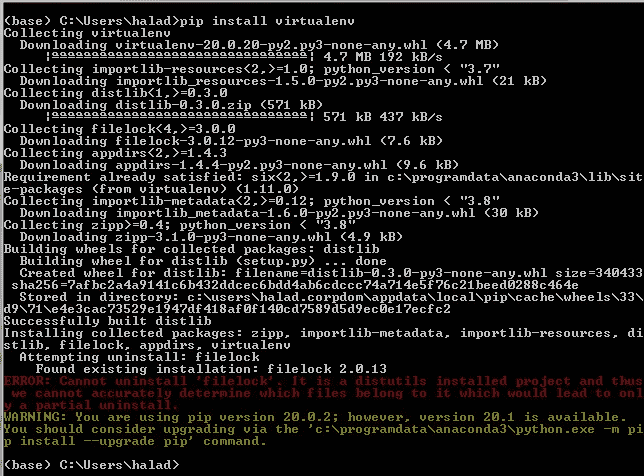 (base) C:\Users\halad>pip install virtualenv
Collecting virtualenv
Downloading virtualenv-20.0.20-py2.py3-none-any.whl (4.7 MB)
4.7 MB 192 kB/s
Collecting importlib-resources<2,>=1.0; python_version < "3.7"
Downloading importlib_resources-1.5.0-py2.py3-none-any.whl (21 kB)
Collecting distlib<1,>=0.3.0
Downloading distlib-0.3.0.zip (571 kB)
571 kB 437 kB/s
Collecting filelock<4,>=3.0.0
Downloading filelock-3.0.12-py3-none-any.whl (7.6 kB)
Collecting appdirs<2,>=1.4.3
Downloading appdirs-1.4.4-py2.py3-none-any.whl (9.6 kB)
Requirement already satisfied: six<2,>=1.9.0 in c:\programdata\anaconda3\lib\sit
e-packages (from virtualenv) (1.11.0)
Collecting importlib-metadata<2,>=0.12; python_version < "3.8"
Downloading importlib_metadata-1.6.0-py2.py3-none-any.whl (30 kB)
Collecting zipp>=0.4; python_version < "3.8"
Downloading zipp-3.1.0-py3-none-any.whl (4.9 kB)
Building wheels for collected packages: distlib
Building wheel for distlib (setup.py) ... done
Created wheel for distlib: filename=distlib-0.3.0-py3-none-any.whl size=340433
sha256=7afbc2a4a9141c6b432ddcec6bdd4ab6cdccc74a714e5f76c21beed0288c464e
Stored in directory: c:\users\halad.corpdom\appdata\local\pip\cache\wheels\33\
d9\71\e4e3cac73529e1947df418af0f140cd7589d5d9ec0e17ecfc2
Successfully built distlib
Installing collected packages: zipp, importlib-metadata, importlib-resources, di
stlib, filelock, appdirs, virtualenv
Attempting uninstall: filelock
Found existing installation: filelock 2.0.13
ERROR: Cannot uninstall 'filelock'. It is a distutils installed project and thus
we cannot accurately determine which files belong to it which would lead to onl
y a partial uninstall.
WARNING: You are using pip version 20.0.2; however, version 20.1 is available.
You should consider upgrading via the 'c:\programdata\anaconda3\python.exe -m pi
p install --upgrade pip' command.
(base) C:\Users\halad>